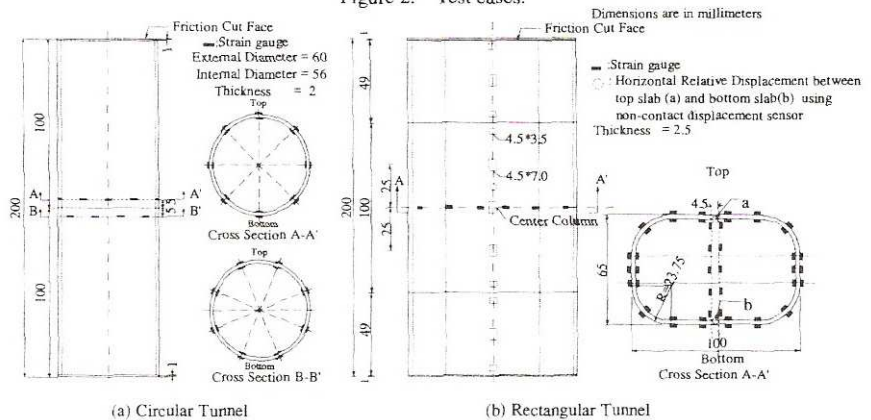 Figure 2. Test cases.
Dimensions are in millimeters
Friction Cut Face
Strain gauge
External Diameter = 60
Internal Diameter = 56
Thickness = 2
Top
1
100
200
A
A'
B
B'
5.5
100
1
Bottom
Cross Section A-A'
Top
Bottom
Cross Section B-B'
(a) Circular Tunnel
Friction Cut Face
1
49
200
100
49
1
4.5*3.5
4.5*7.0
25
25
A
A'
Center Column
:Strain gauge
: Horizontal Relative Displacement between
top slab (a) and bottom slab(b) using
non-contact displacement sensor
Thickness = 2.5
Top
4.5
a
65
R=23.75
b
100
Bottom
Cross Section A-A'
(b) Rectangular Tunnel